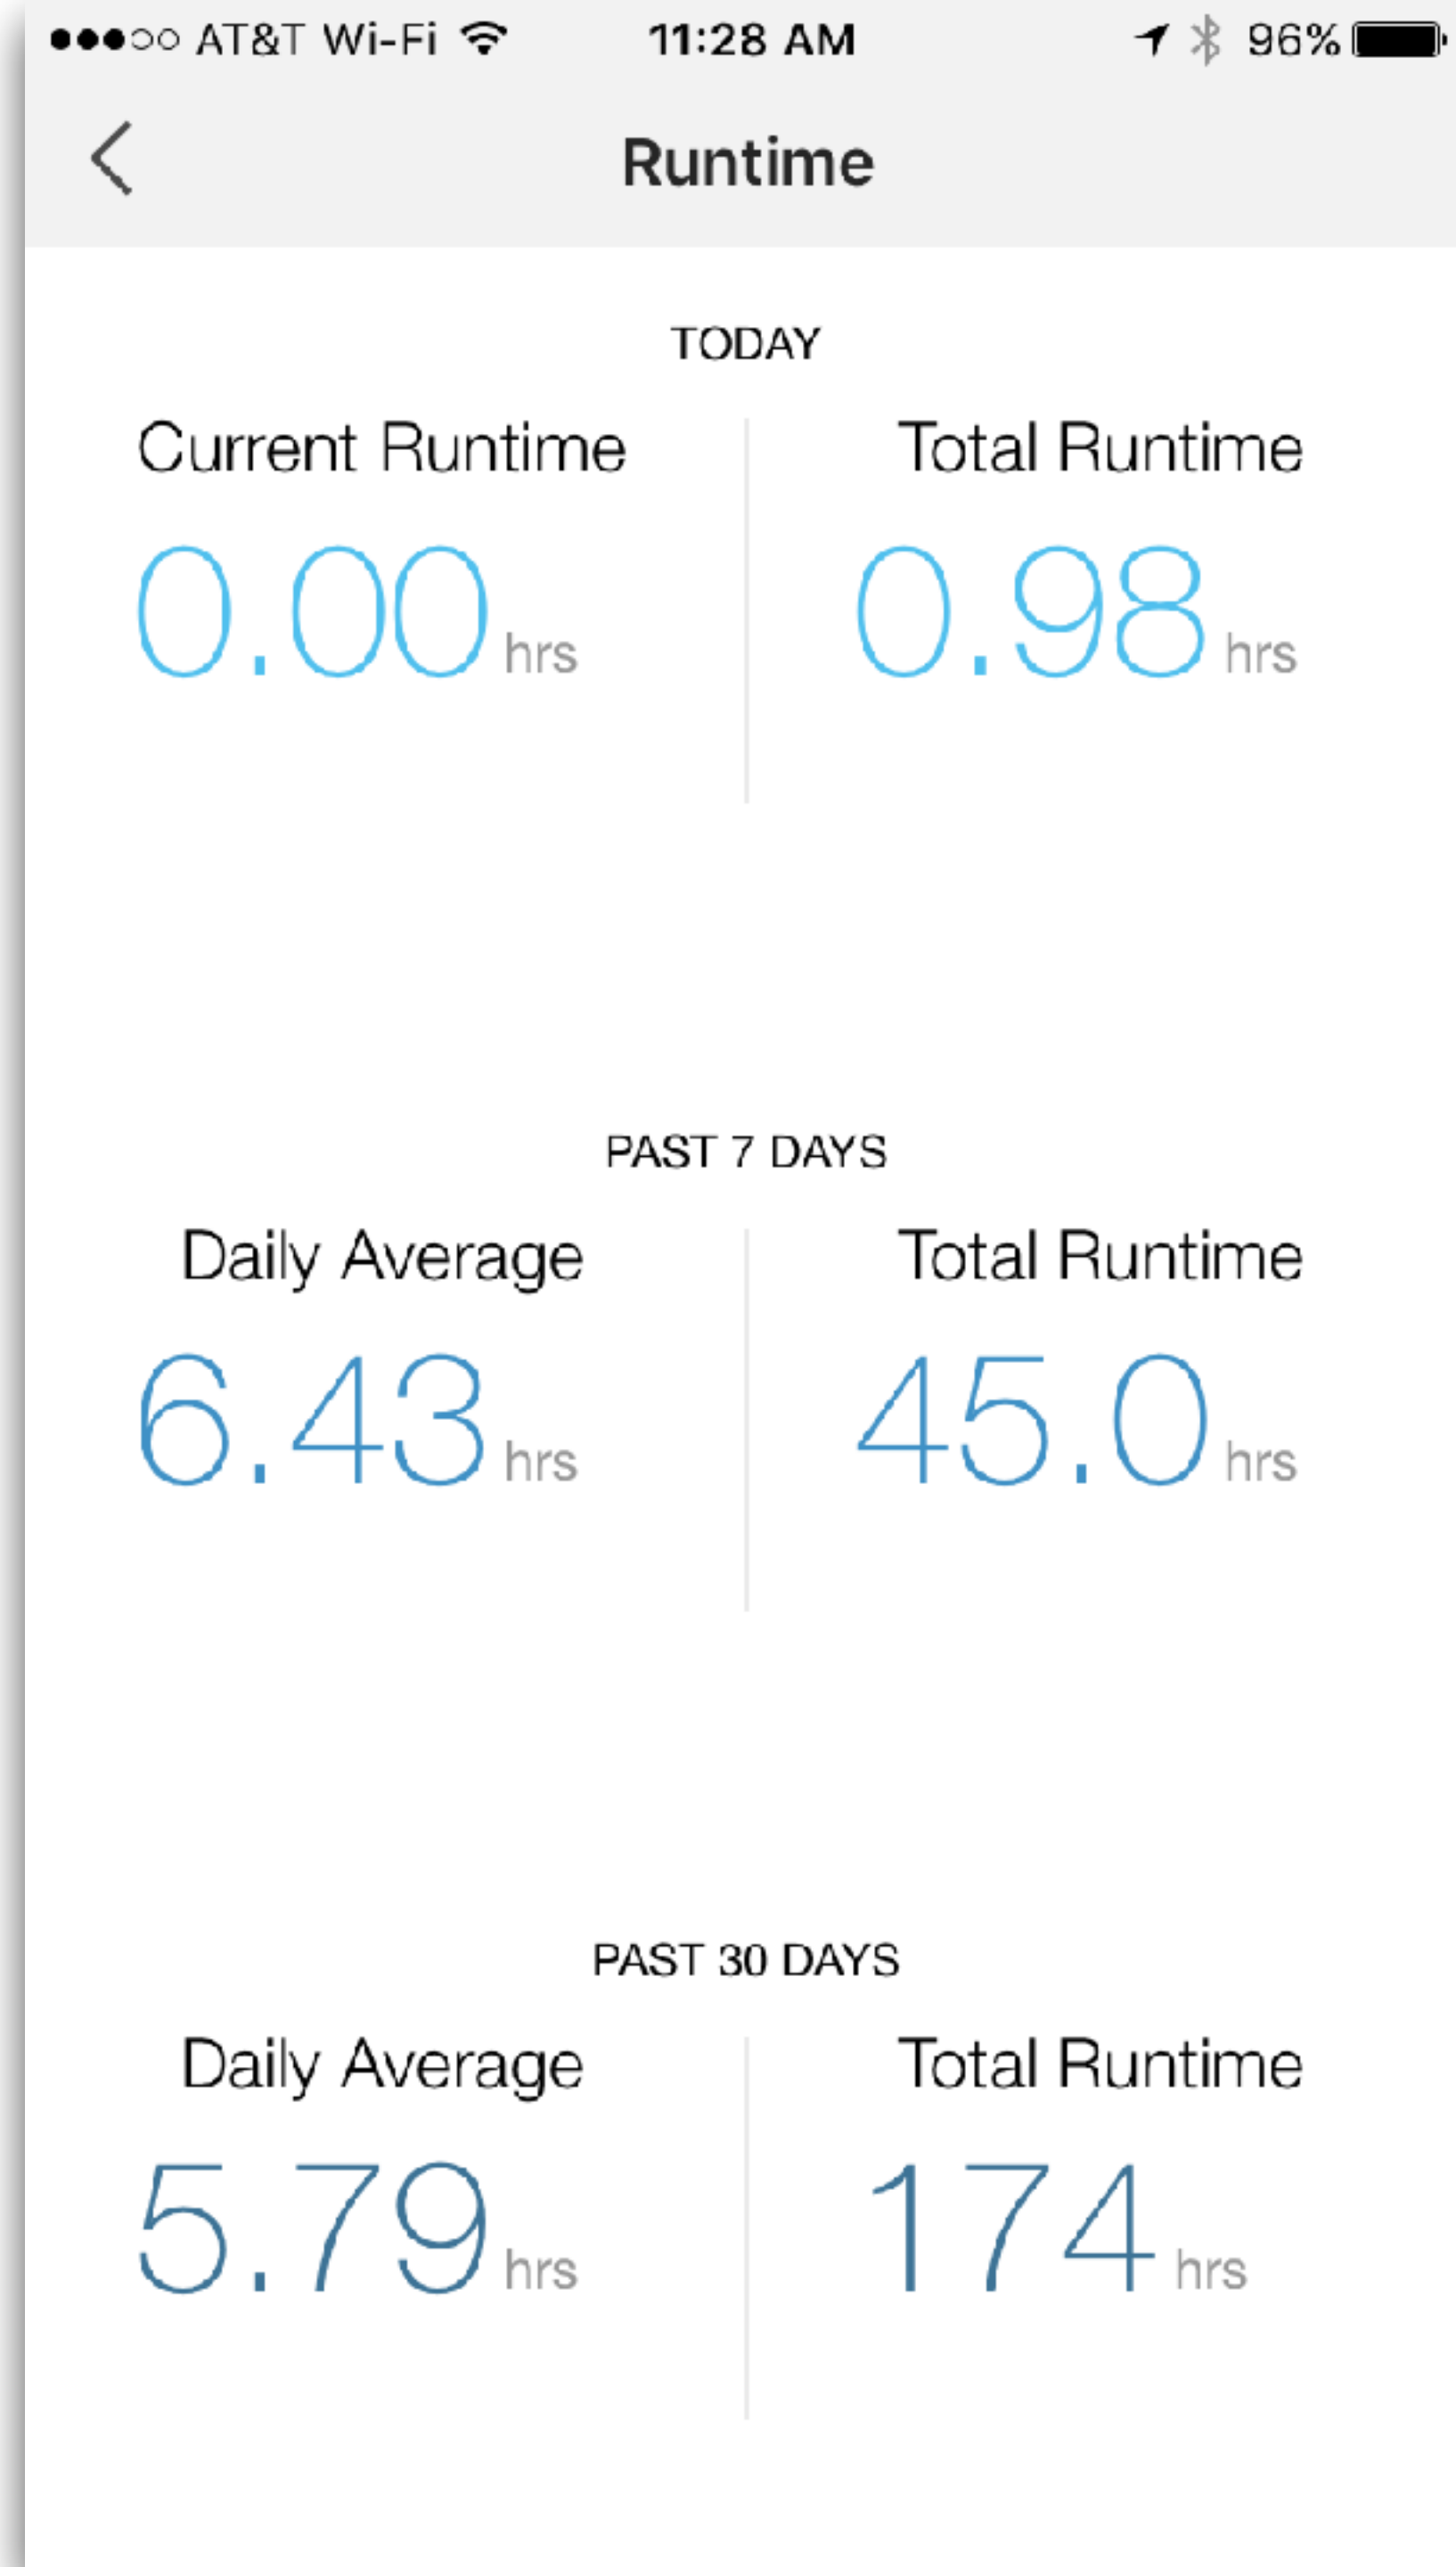 AT&T Wi-Fi 11:28 AM 96%
Runtime
TODAY
Current Runtime Total Runtime
0.00 hrs 0.98 hrs
PAST 7 DAYS
Daily Average Total Runtime
6.43 hrs 45.0 hrs
PAST 30 DAYS
Daily Average Total Runtime
5.79 hrs 174 hrs